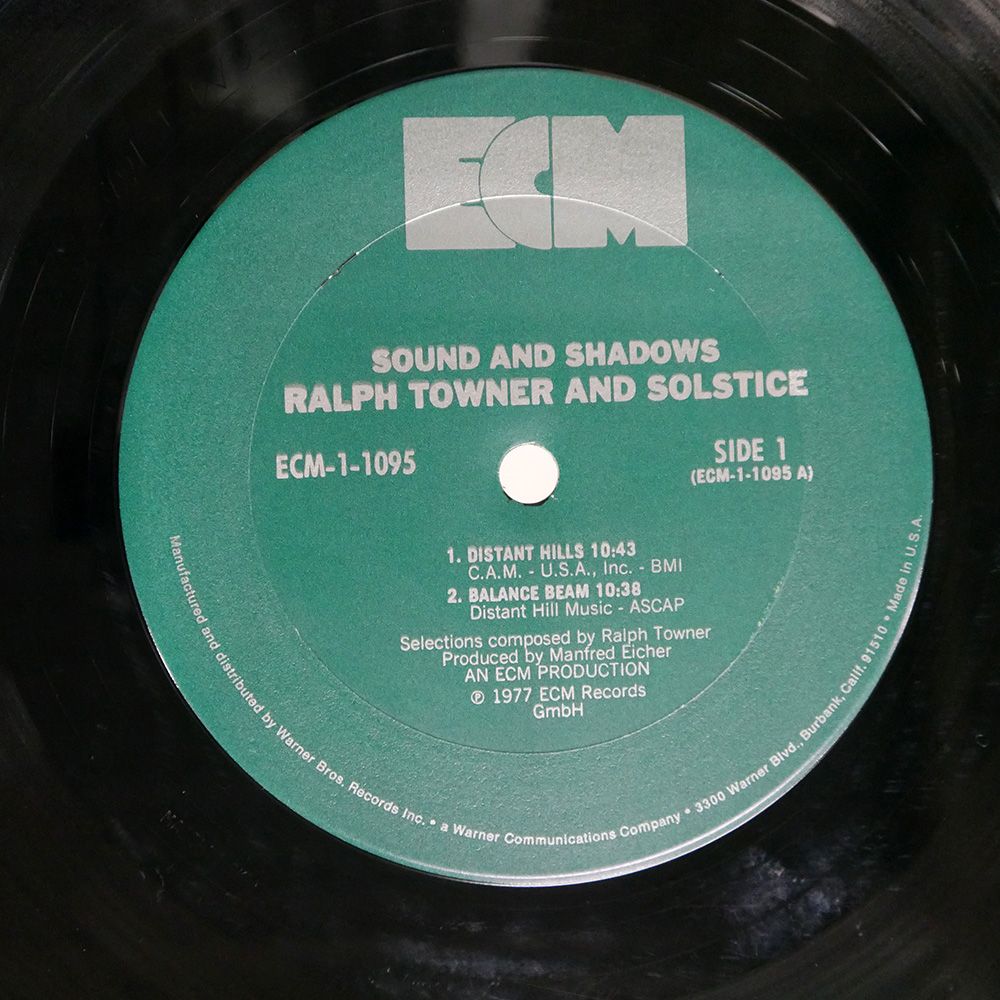 ECM
SOUND AND SHADOWS
RALPH TOWNER AND SOLSTICE
ECM-1-1095
SIDE 1
(ECM-1-1095 A)
1. DISTANT HILLS 10:43
C.A.M. - U.S.A., Inc. - BMI
2. BALANCE BEAM 10:38
Distant Hill Music - ASCAP
Selections composed by Ralph Towner
Produced by Manfred Eicher
AN ECM PRODUCTION
℗ 1977 ECM Records
GmbH
Manufactured and distributed by Warner Bros. Records Inc. • a Warner Communications Company • 3300 Warner Blvd., Burbank, Calif. 91510 • Made in U.S.A.